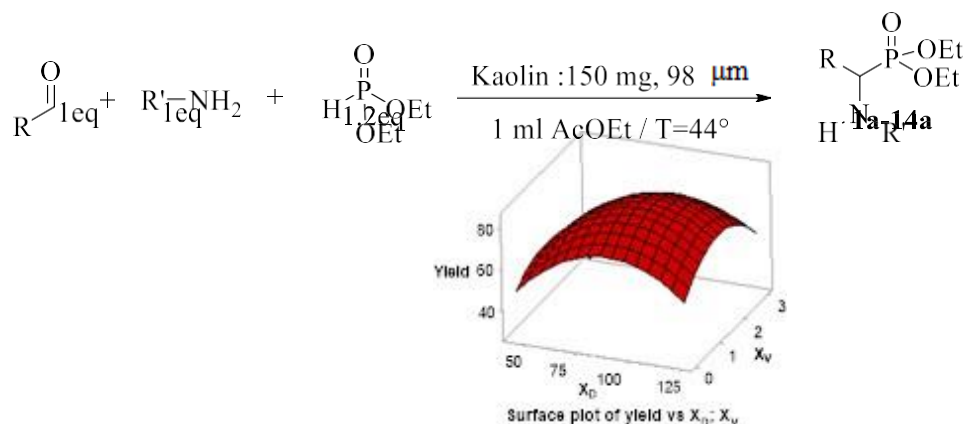 O
R
1eq
+
R'-NH2
1eq
+
O
H P OEt
OEt
1,2eq
Kaolin :150 mg, 98 μm
1 ml AcOEt / T=44°
O
R P OEt
OEt
H N R'
1a-14a
80
Yield 60
40
50 75 100 125
XD
0 1 2 3
XV
Surface plot of yield vs XD; XV